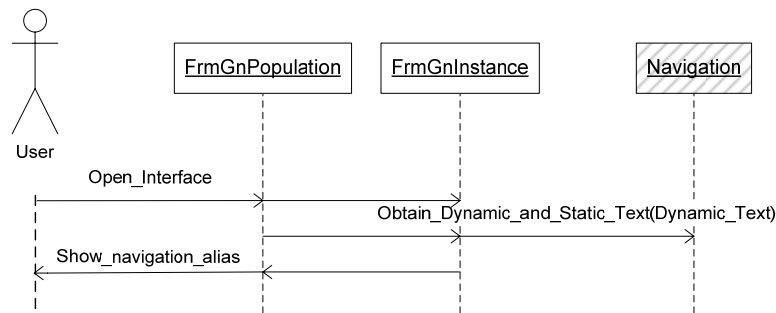 FrmGnPopulation FrmGnInstance Navigation
User
Open_Interface
Obtain_Dynamic_and_Static_Text(Dynamic_Text)
Show_navigation_alias